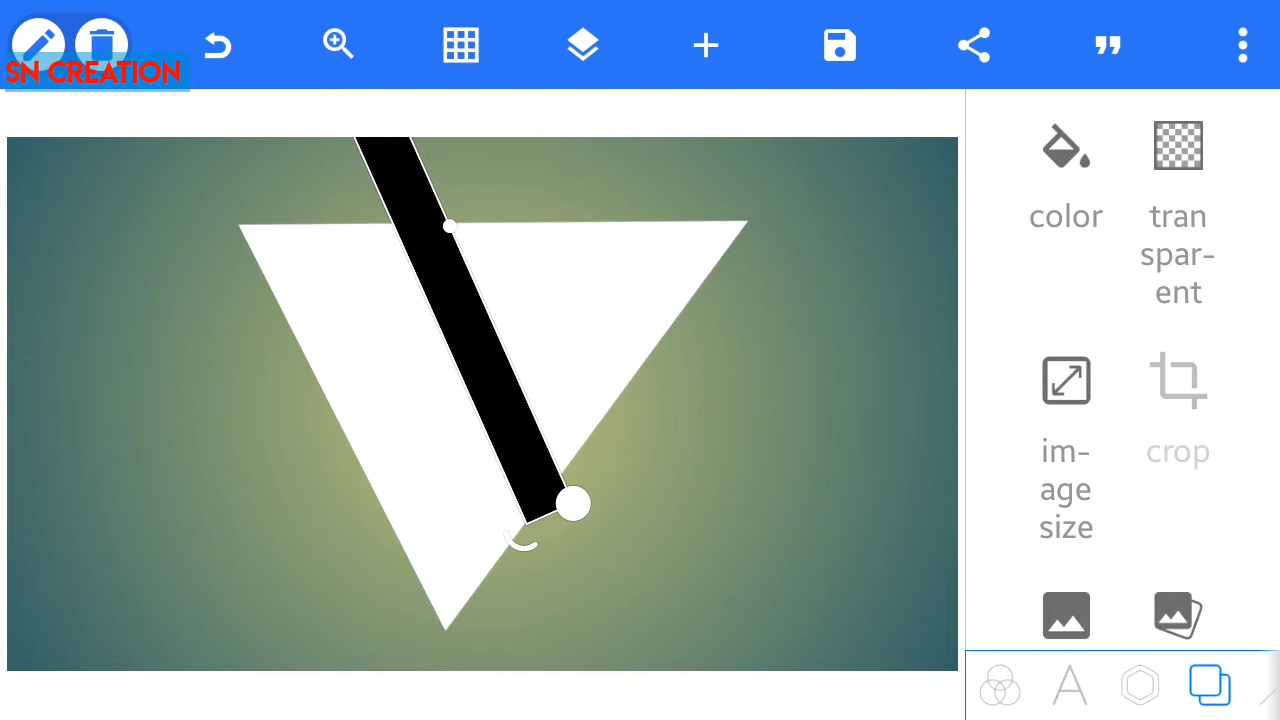 SN CREATION
color
tran
spar-
ent
im-
age
size
crop